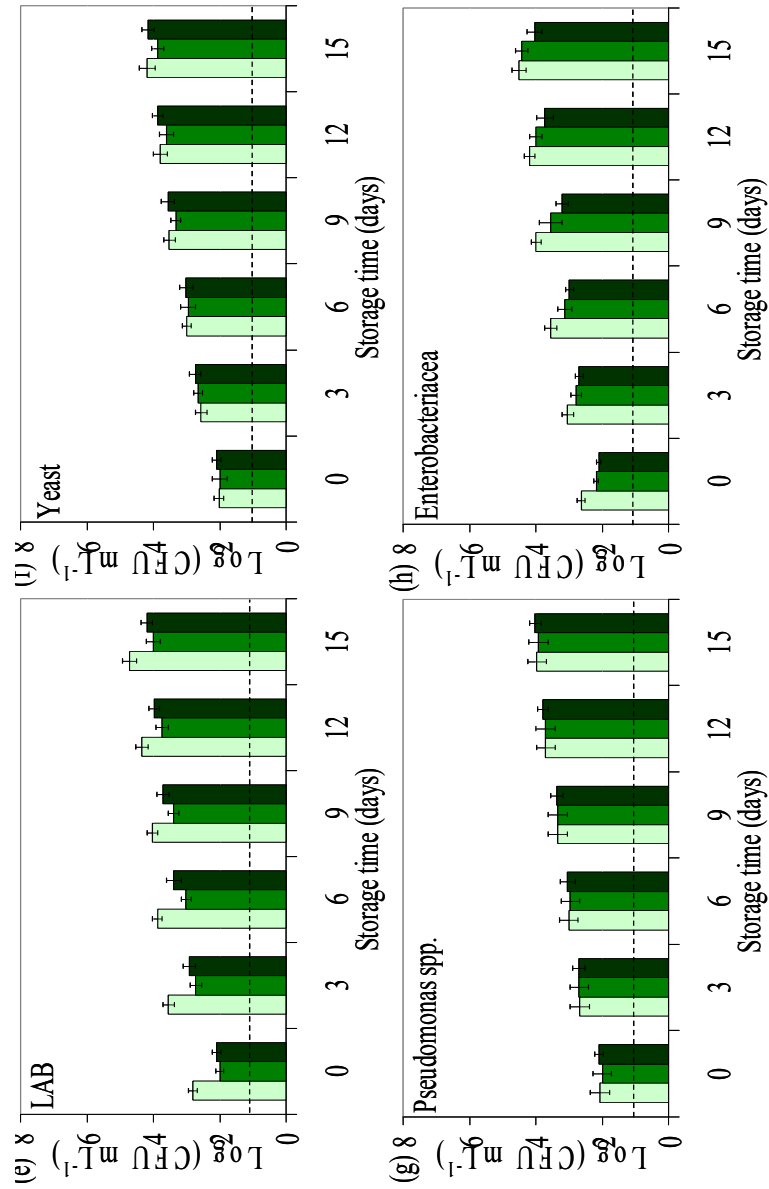 (e)
LAB
Log (CFU mL⁻¹)
8
6
4
2
0
0 3 6 9 12 15
Storage time (days)
(f)
Yeast
Log (CFU mL⁻¹)
8
6
4
2
0
0 3 6 9 12 15
Storage time (days)
(g)
Pseudomonas spp.
Log (CFU mL⁻¹)
8
6
4
2
0
0 3 6 9 12 15
Storage time (days)
(h)
Enterobacteriacea
Log (CFU mL⁻¹)
8
6
4
2
0
0 3 6 9 12 15
Storage time (days)